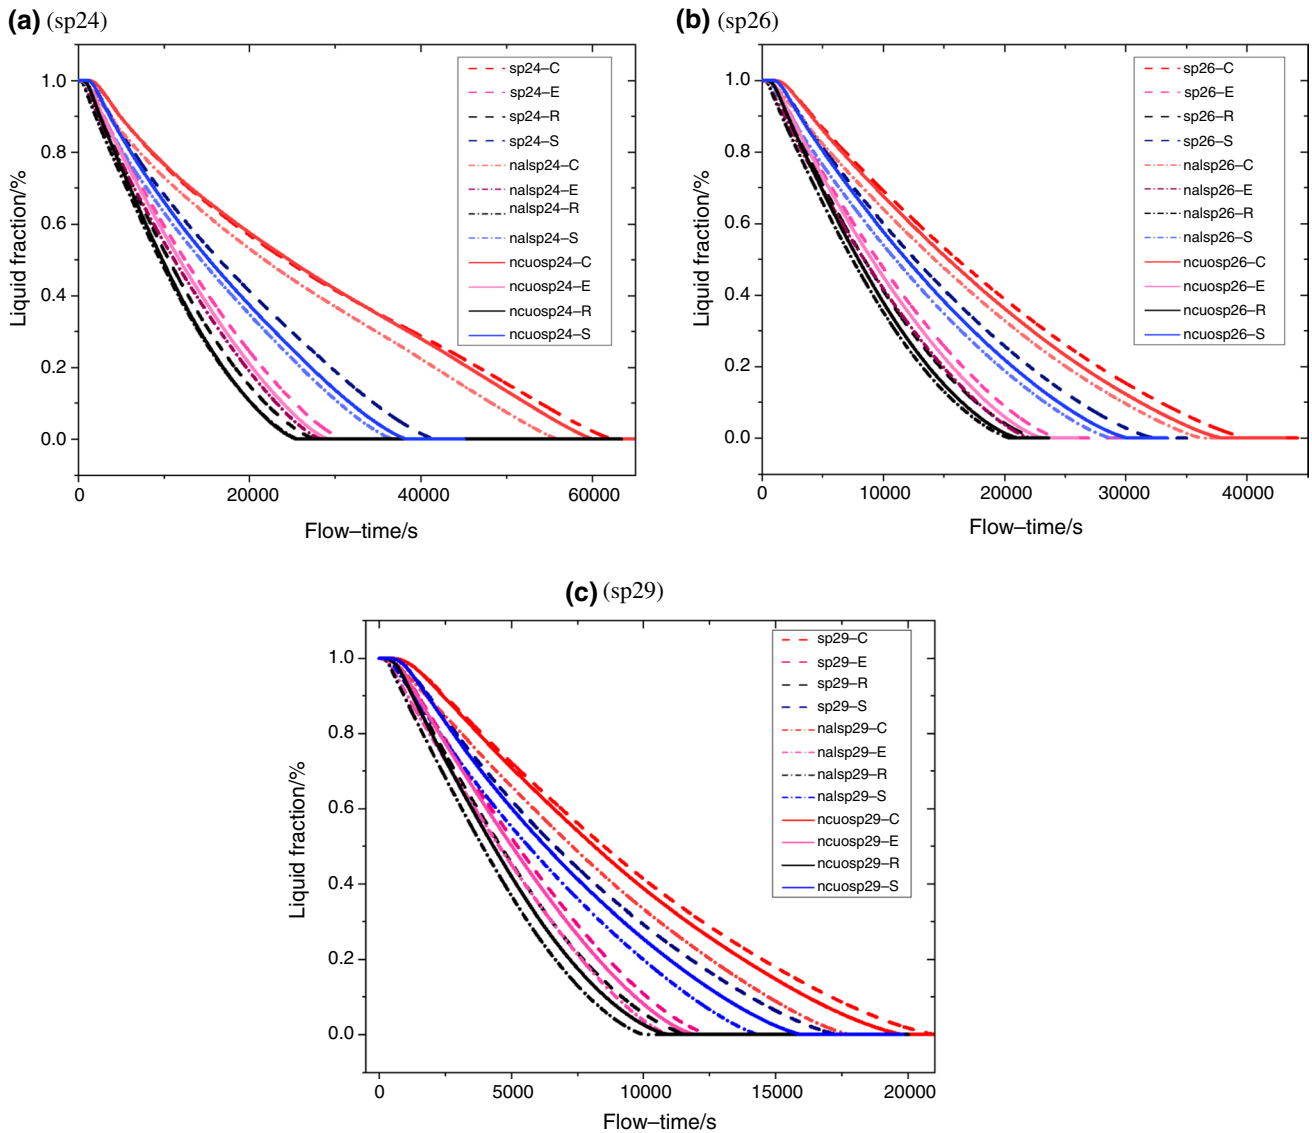 (a) (sp24)
1.0
0.8
0.6
0.4
0.2
0.0
Liquid fraction/%
0 20000 40000 60000
Flow–time/s
sp24–C
sp24–E
sp24–R
sp24–S
nalsp24–C
nalsp24–E
nalsp24–R
nalsp24–S
ncuosp24–C
ncuosp24–E
ncuosp24–R
ncuosp24–S
(b) (sp26)
1.0
0.8
0.6
0.4
0.2
0.0
Liquid fraction/%
0 10000 20000 30000 40000
Flow–time/s
sp26–C
sp26–E
sp26–R
sp26–S
nalsp26–C
nalsp26–E
nalsp26–R
nalsp26–S
ncuosp26–C
ncuosp26–E
ncuosp26–R
ncuosp26–S
(c) (sp29)
1.0
0.8
0.6
0.4
0.2
0.0
Liquid fraction/%
0 5000 10000 15000 20000
Flow–time/s
sp29–C
sp29–E
sp29–R
sp29–S
nalsp29–C
nalsp29–E
nalsp29–R
nalsp29–S
ncuosp29–C
ncuosp29–E
ncuosp29–R
ncuosp29–S